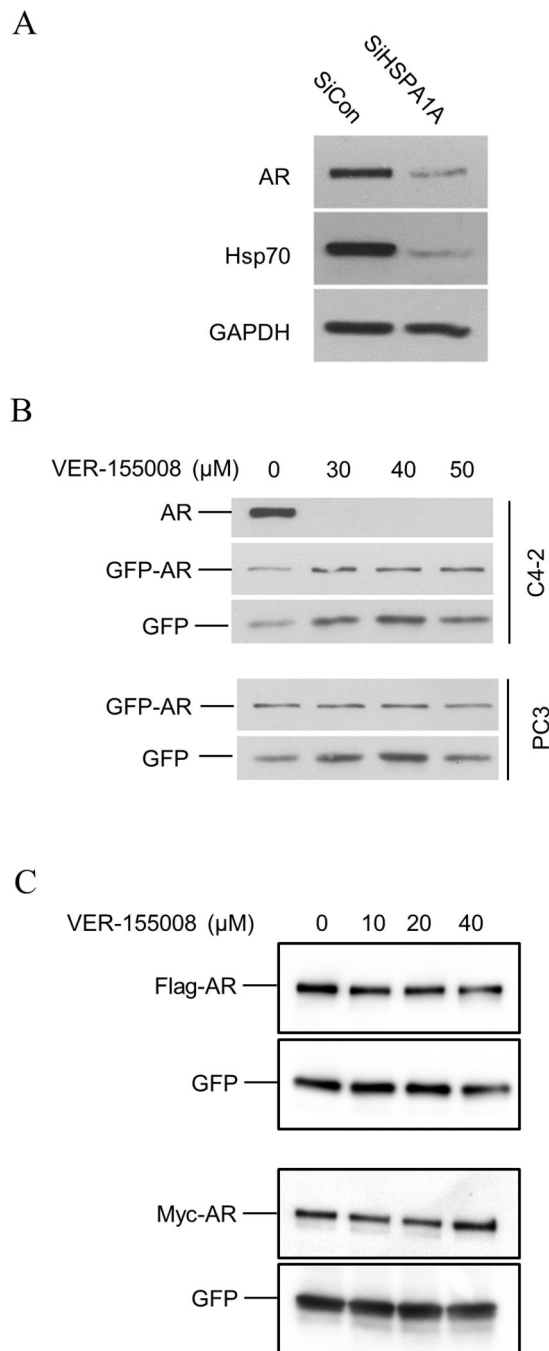 A
SiCon
SiHSPA1A
AR
Hsp70
GAPDH
B
VER-155008 (μM) 0 30 40 50
AR
GFP-AR
GFP
C4-2
GFP-AR
GFP
PC3
C
VER-155008 (μM) 0 10 20 40
Flag-AR
GFP
Myc-AR
GFP